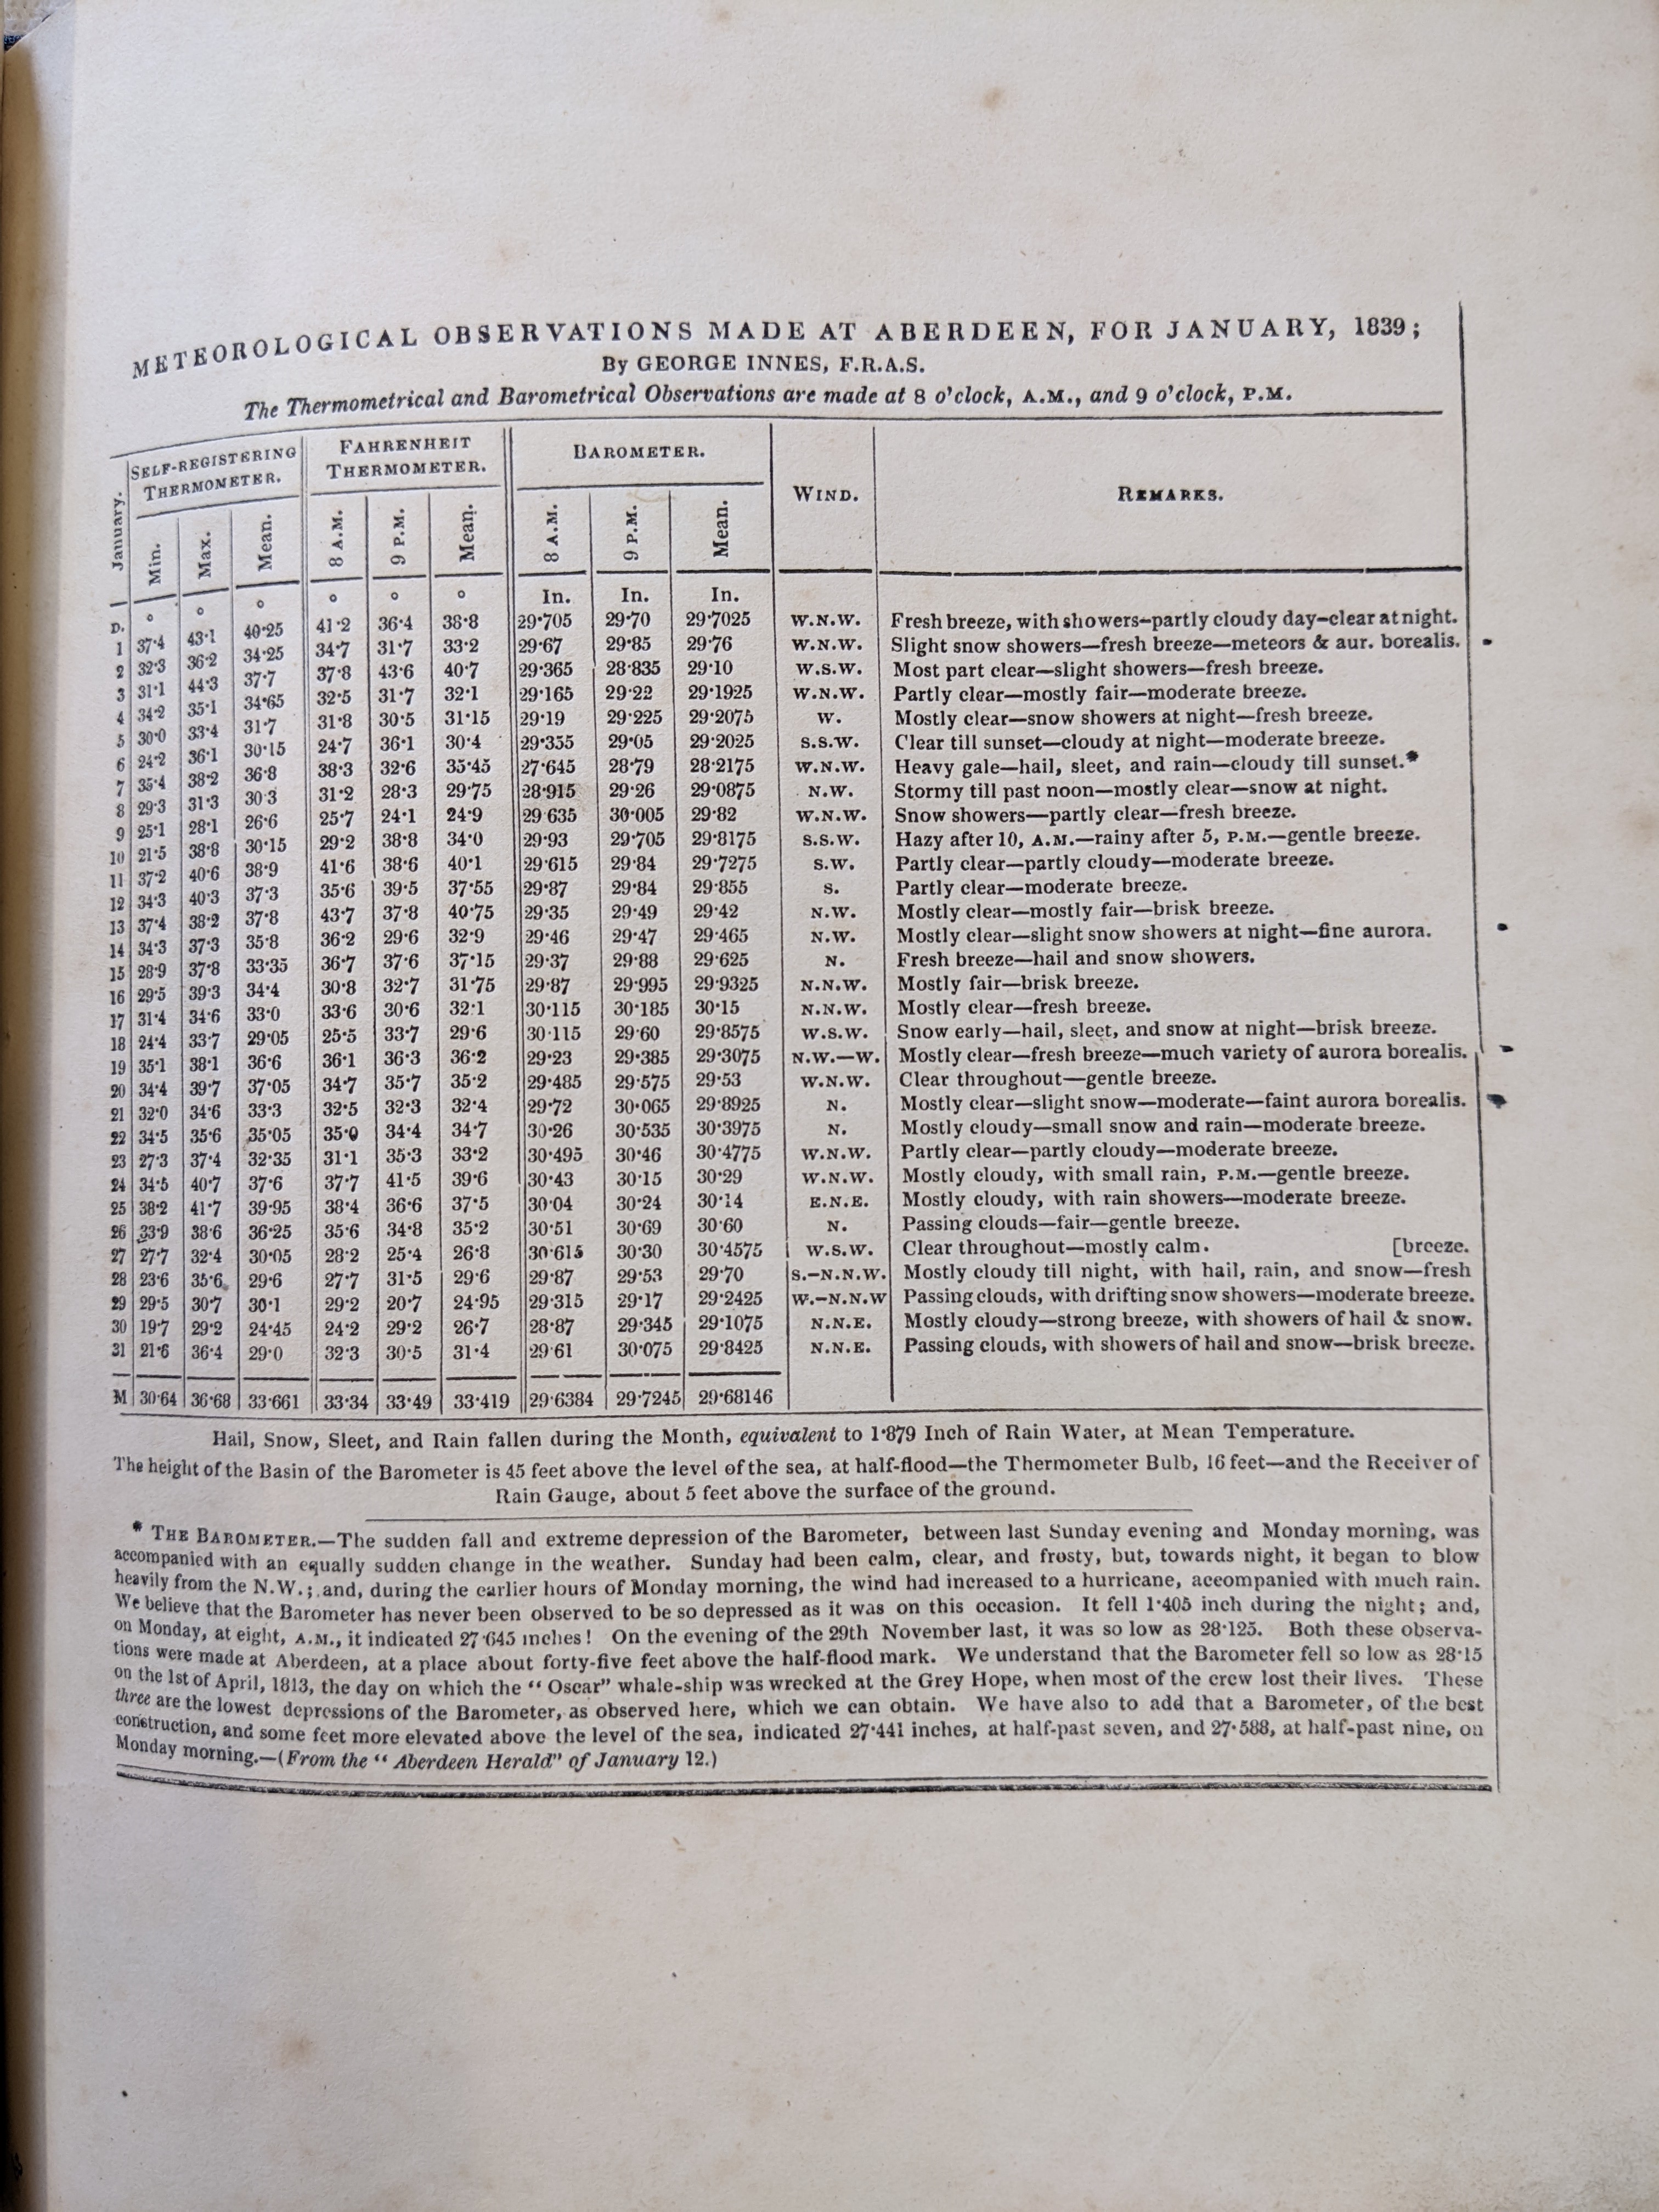 METEOROLOGICAL OBSERVATIONS MADE AT ABERDEEN, FOR JANUARY, 1839;
By GEORGE INNES, F.R.A.S.
The Thermometrical and Barometrical Observations are made at 8 o'clock, A.M., and 9 o'clock, P.M.
January. SELF-REGISTERING THERMOMETER. FAHRENHEIT THERMOMETER. BAROMETER. WIND. REMARKS.
Min. Max. Mean. 8 A.M. 9 P.M. Mean. 8 A.M. 9 P.M. Mean.
D. ° ° ° ° ° ° In. In. In.
1 37·4 43·1 40·25 41·2 36·4 38·8 29·705 29·70 29·7025 W.N.W. Fresh breeze, with showers—partly cloudy day—clear at night.
2 32·3 36·2 34·25 34·7 31·7 33·2 29·67 29·85 29·76 W.N.W. Slight snow showers—fresh breeze—meteors & aur. borealis.
3 31·1 44·3 37·7 37·8 43·6 40·7 29·365 28·835 29·10 W.S.W. Most part clear—slight showers—fresh breeze.
4 34·2 35·1 34·65 32·5 31·7 32·1 29·165 29·22 29·1925 W.N.W. Partly clear—mostly fair—moderate breeze.
5 30·0 33·4 31·7 31·8 30·5 31·15 29·19 29·225 29·2075 W. Mostly clear—snow showers at night—fresh breeze.
6 24·2 36·1 30·15 24·7 36·1 30·4 29·355 29·05 29·2025 S.S.W. Clear till sunset—cloudy at night—moderate breeze.
7 35·4 38·2 36·8 38·3 32·6 35·45 27·645 28·79 28·2175 W.N.W. Heavy gale—hail, sleet, and rain—cloudy till sunset.*
8 29·3 31·3 30·3 31·2 28·3 29·75 28·915 29·26 29·0875 N.W. Stormy till past noon—mostly clear—snow at night.
9 25·1 28·1 26·6 25·7 24·1 24·9 29·635 30·005 29·82 W.N.W. Snow showers—partly clear—fresh breeze.
10 21·5 38·8 30·15 29·2 38·8 34·0 29·93 29·705 29·8175 S.S.W. Hazy after 10, A.M.—rainy after 5, P.M.—gentle breeze.
11 37·2 40·6 38·9 41·6 38·6 40·1 29·615 29·84 29·7275 S.W. Partly clear—partly cloudy—moderate breeze.
12 34·3 40·3 37·3 35·6 39·5 37·55 29·87 29·84 29·855 S. Partly clear—moderate breeze.
13 37·4 38·2 37·8 43·7 37·8 40·75 29·35 29·49 29·42 N.W. Mostly clear—mostly fair—brisk breeze.
14 34·3 37·3 35·8 36·2 29·6 32·9 29·46 29·47 29·465 N.W. Mostly clear—slight snow showers at night—fine aurora.
15 28·9 37·8 33·35 36·7 37·6 37·15 29·37 29·88 29·625 N. Fresh breeze—hail and snow showers.
16 29·5 39·3 34·4 30·8 32·7 31·75 29·87 29·995 29·9325 N.N.W. Mostly fair—brisk breeze.
17 31·4 34·6 33·0 33·6 30·6 32·1 30·115 30·185 30·15 N.N.W. Mostly clear—fresh breeze.
18 24·4 33·7 29·05 25·5 33·7 29·6 30·115 29·60 29·8575 W.S.W. Snow early—hail, sleet, and snow at night—brisk breeze.
19 35·1 38·1 36·6 36·1 36·3 36·2 29·23 29·385 29·3075 N.W.—W. Mostly clear—fresh breeze—much variety of aurora borealis.
20 34·4 39·7 37·05 34·7 35·7 35·2 29·485 29·575 29·53 W.N.W. Clear throughout—gentle breeze.
21 32·0 34·6 33·3 32·5 32·3 32·4 29·72 30·065 29·8925 N. Mostly clear—slight snow—moderate—faint aurora borealis.
22 34·5 35·6 35·05 35·0 34·4 34·7 30·26 30·535 30·3975 N. Mostly cloudy—small snow and rain—moderate breeze.
23 27·3 37·4 32·35 31·1 35·3 33·2 30·495 30·46 30·4775 W.N.W. Partly clear—partly cloudy—moderate breeze.
24 34·5 40·7 37·6 37·7 41·5 39·6 30·43 30·15 30·29 W.N.W. Mostly cloudy, with small rain, P.M.—gentle breeze.
25 38·2 41·7 39·95 38·4 36·6 37·5 30·04 30·24 30·14 E.N.E. Mostly cloudy, with rain showers—moderate breeze.
26 33·9 38·6 36·25 35·6 34·8 35·2 30·51 30·69 30·60 N. Passing clouds—fair—gentle breeze.
27 27·7 32·4 30·05 28·2 25·4 26·8 30·615 30·30 30·4575 W.S.W. Clear throughout—mostly calm. [breeze.
28 23·6 35·6 29·6 27·7 31·5 29·6 29·87 29·53 29·70 S.—N.N.W. Mostly cloudy till night, with hail, rain, and snow—fresh
29 29·5 30·7 30·1 29·2 20·7 24·95 29·315 29·17 29·2425 W.—N.N.W Passing clouds, with drifting snow showers—moderate breeze.
30 19·7 29·2 24·45 24·2 29·2 26·7 28·87 29·345 29·1075 N.N.E. Mostly cloudy—strong breeze, with showers of hail & snow.
31 21·6 36·4 29·0 32·3 30·5 31·4 29·61 30·075 29·8425 N.N.E. Passing clouds, with showers of hail and snow—brisk breeze.
M 30·64 36·68 33·661 33·34 33·49 33·419 29·6384 29·7245 29·68146
Hail, Snow, Sleet, and Rain fallen during the Month, equivalent to 1·879 Inch of Rain Water, at Mean Temperature.
The height of the Basin of the Barometer is 45 feet above the level of the sea, at half-flood—the Thermometer Bulb, 16 feet—and the Receiver of
Rain Gauge, about 5 feet above the surface of the ground.
* THE BAROMETER.—The sudden fall and extreme depression of the Barometer, between last Sunday evening and Monday morning, was
accompanied with an equally sudden change in the weather. Sunday had been calm, clear, and frosty, but, towards night, it began to blow
heavily from the N.W.; and, during the earlier hours of Monday morning, the wind had increased to a hurricane, accompanied with much rain.
We believe that the Barometer has never been observed to be so depressed as it was on this occasion. It fell 1·405 inch during the night; and,
on Monday, at eight, A.M., it indicated 27·645 inches! On the evening of the 29th November last, it was so low as 28·125. Both these observa-
tions were made at Aberdeen, at a place about forty-five feet above the half-flood mark. We understand that the Barometer fell so low as 28·15
on the 1st of April, 1813, the day on which the "Oscar" whale-ship was wrecked at the Grey Hope, when most of the crew lost their lives. These
three are the lowest depressions of the Barometer, as observed here, which we can obtain. We have also to add that a Barometer, of the best
construction, and some feet more elevated above the level of the sea, indicated 27·441 inches, at half-past seven, and 27·588, at half-past nine, on
Monday morning.—(From the "Aberdeen Herald" of January 12.)